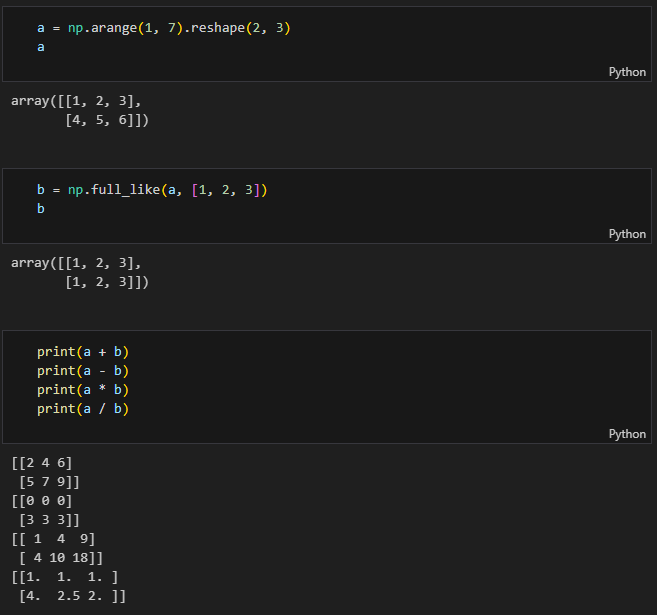 a = np.arange(1, 7).reshape(2, 3)
a
Python
array([[1, 2, 3],
       [4, 5, 6]])
b = np.full_like(a, [1, 2, 3])
b
Python
array([[1, 2, 3],
       [1, 2, 3]])
print(a + b)
print(a - b)
print(a * b)
print(a / b)
Python
[[2 4 6]
 [5 7 9]]
[[0 0 0]
 [3 3 3]]
[[ 1  4  9]
 [ 4 10 18]]
[[1.  1.  1. ]
 [4.  2.5 2. ]]